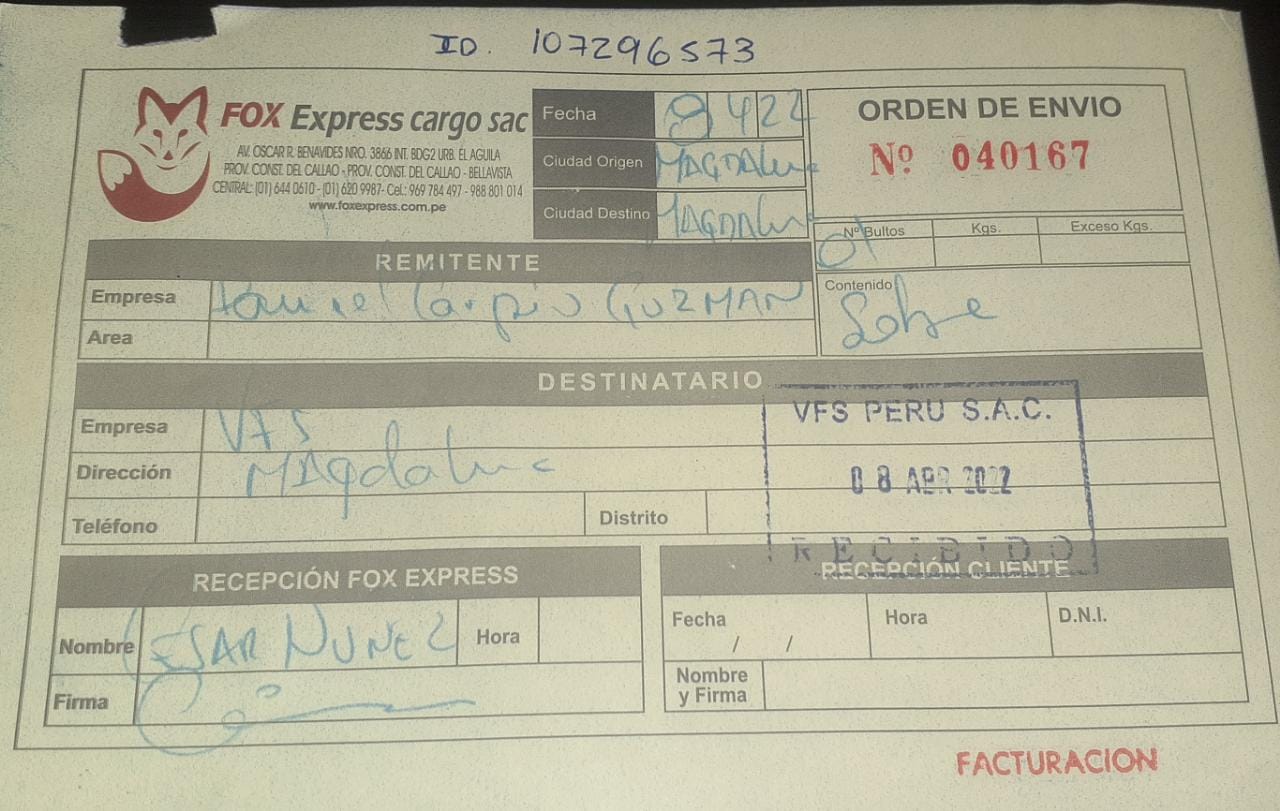 ID. 107296573
FOX Express cargo sac
AV. OSCAR R. BENAVIDES NRO. 3866 INT. BDG2 URB. EL AGUILA
PROV. CONST. DEL CALLAO - PROV. CONST. DEL CALLAO - BELLAVISTA
CENTRAL: (01) 644 0610 - (01) 620 9987- Cel.: 969 784 497 - 988 801 014
www.foxexpress.com.pe
Fecha 8 4 22
Ciudad Origen MAGDALena
Ciudad Destino MAGDALena
ORDEN DE ENVIO
Nº 040167
Nº Bultos Kgs. Exceso Kgs.
01
Contenido
Sobre
REMITENTE
Empresa Carpio GUZMAN
Area
DESTINATARIO
Empresa VFS
Dirección MAgdalena
Teléfono Distrito
VFS PERU S.A.C.
08 ABR 2022
RECIBIDO
RECEPCIÓN FOX EXPRESS
Nombre CESAR NUNEZ Hora
Firma
RECEPCIÓN CLIENTE
Fecha / / Hora D.N.I.
Nombre
y Firma
FACTURACION